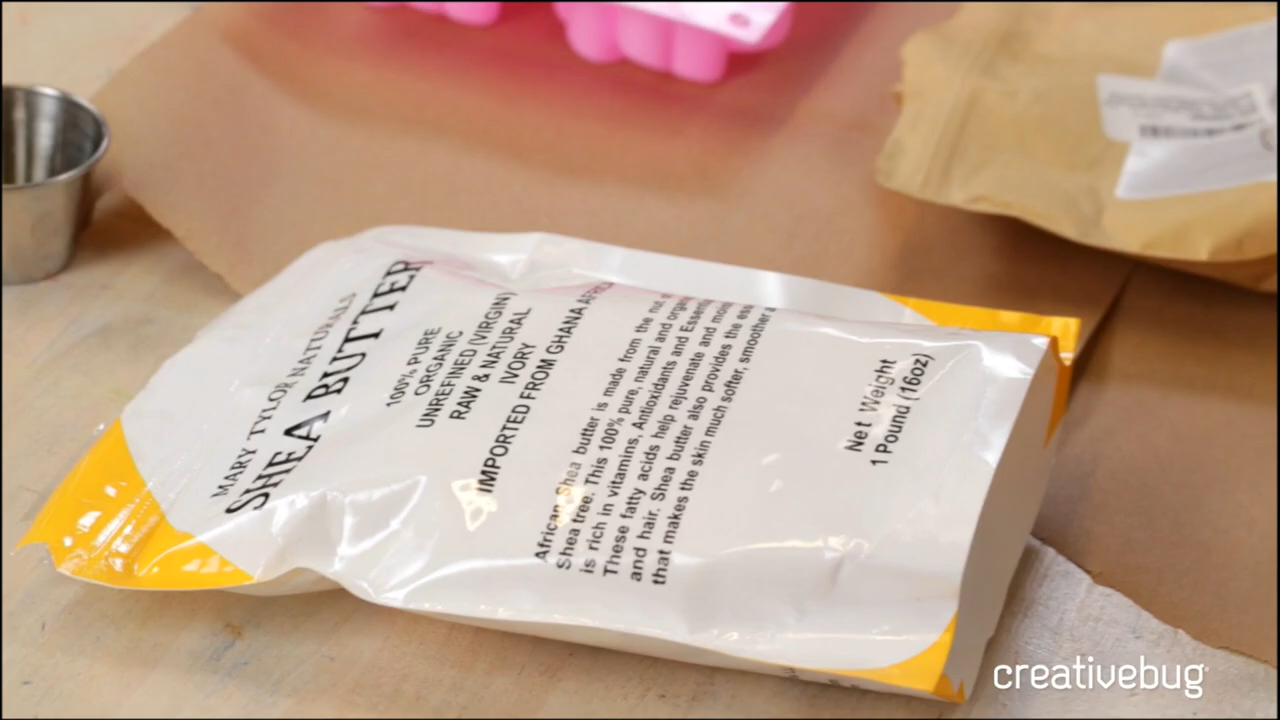 MARY TYLOR NATURALS
SHEA BUTTER
100% PURE
ORGANIC
UNREFINED (VIRGIN)
RAW & NATURAL
IVORY
IMPORTED FROM GHANA AFRICA
African Shea butter is made from the nut
Shea tree. This 100% pure, natural and
is rich in vitamins, Antioxidants and
These fatty acids help rejuvenate and
and hair. Shea butter also provides the
that makes the skin much softer, smoother
Net Weight
1 Pound (16oz)
creativebug